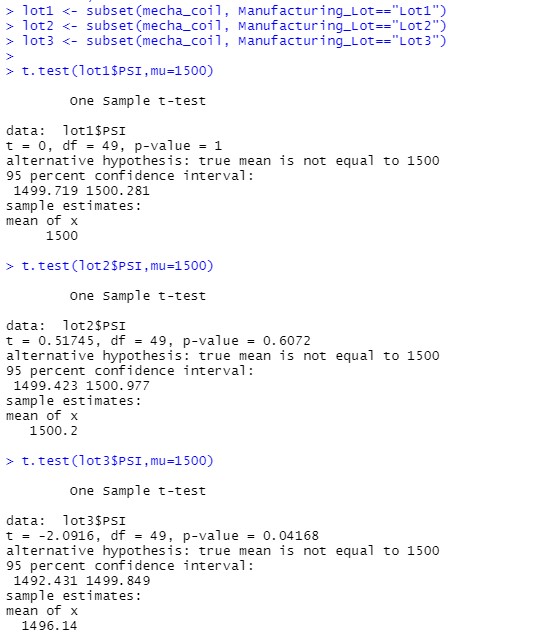 > lot1 <- subset(mecha_coil, Manufacturing_Lot=="Lot1")
> lot2 <- subset(mecha_coil, Manufacturing_Lot=="Lot2")
> lot3 <- subset(mecha_coil, Manufacturing_Lot=="Lot3")
>
> t.test(lot1$PSI,mu=1500)
One Sample t-test
data:  lot1$PSI
t = 0, df = 49, p-value = 1
alternative hypothesis: true mean is not equal to 1500
95 percent confidence interval:
1499.719 1500.281
sample estimates:
mean of x
1500
> t.test(lot2$PSI,mu=1500)
One Sample t-test
data:  lot2$PSI
t = 0.51745, df = 49, p-value = 0.6072
alternative hypothesis: true mean is not equal to 1500
95 percent confidence interval:
1499.423 1500.977
sample estimates:
mean of x
1500.2
> t.test(lot3$PSI,mu=1500)
One Sample t-test
data:  lot3$PSI
t = -2.0916, df = 49, p-value = 0.04168
alternative hypothesis: true mean is not equal to 1500
95 percent confidence interval:
1492.431 1499.849
sample estimates:
mean of x
1496.14